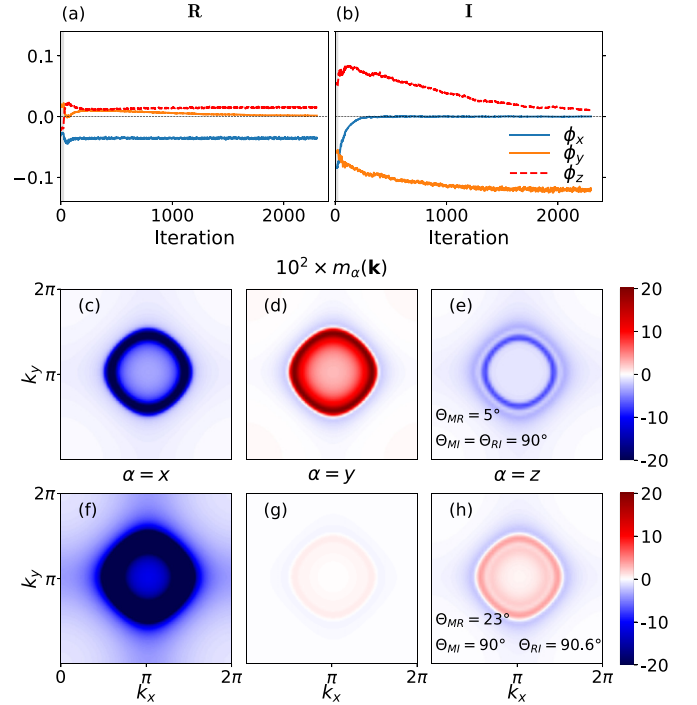 (a) R (b) I
0.1
0.0
−0.1
ϕx
ϕy
ϕz
0 1000 2000 0 1000 2000
Iteration Iteration
10² × mα(k)
2π (c) (d) (e) 20
ky π 10
0
ΘMR = 5° −10
ΘMI = ΘRI = 90°
α = x α = y α = z −20
2π (f) (g) (h) 20
10
ky π 0
ΘMR = 23° −10
ΘMI = 90° ΘRI = 90.6°
−20
0 π 2π π 2π π 2π
kx kx kx